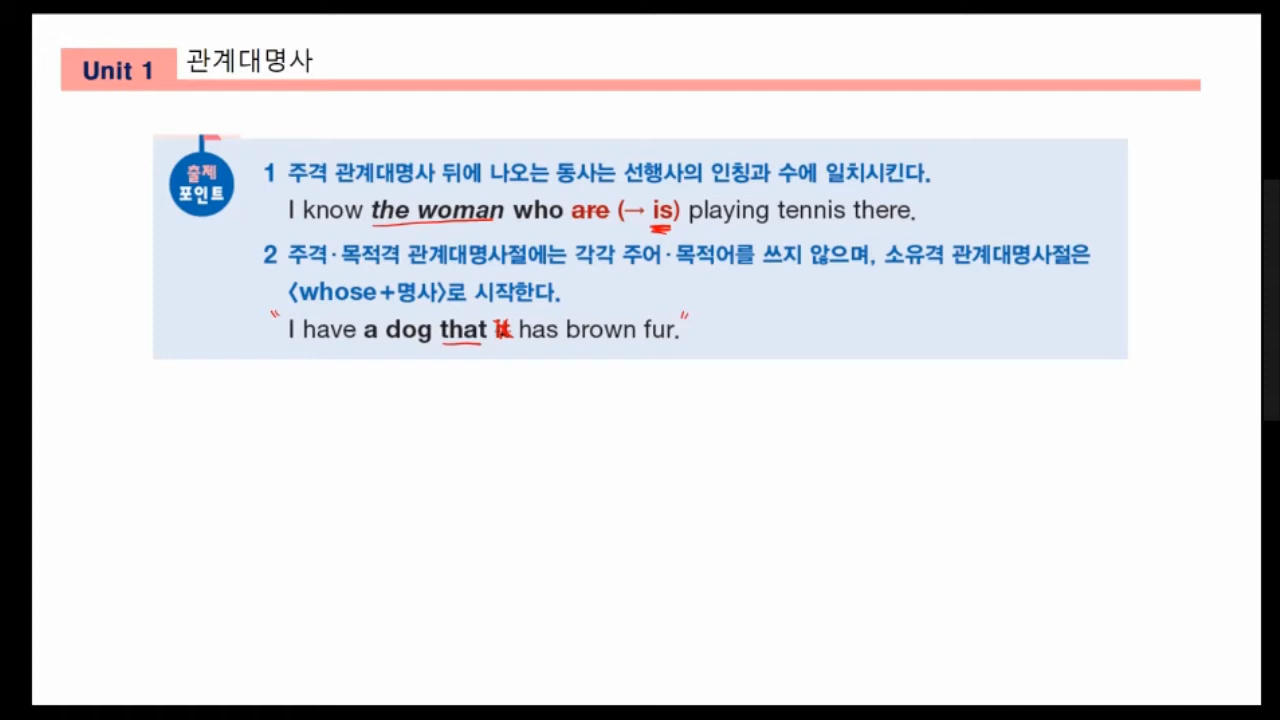 Unit 1 관계대명사
출제
포인트
1 주격 관계대명사 뒤에 나오는 동사는 선행사의 인칭과 수에 일치시킨다.
I know the woman who are (→ is) playing tennis there.
2 주격·목적격 관계대명사절에는 각각 주어·목적어를 쓰지 않으며, 소유격 관계대명사절은
〈whose+명사〉로 시작한다.
"I have a dog that it has brown fur."